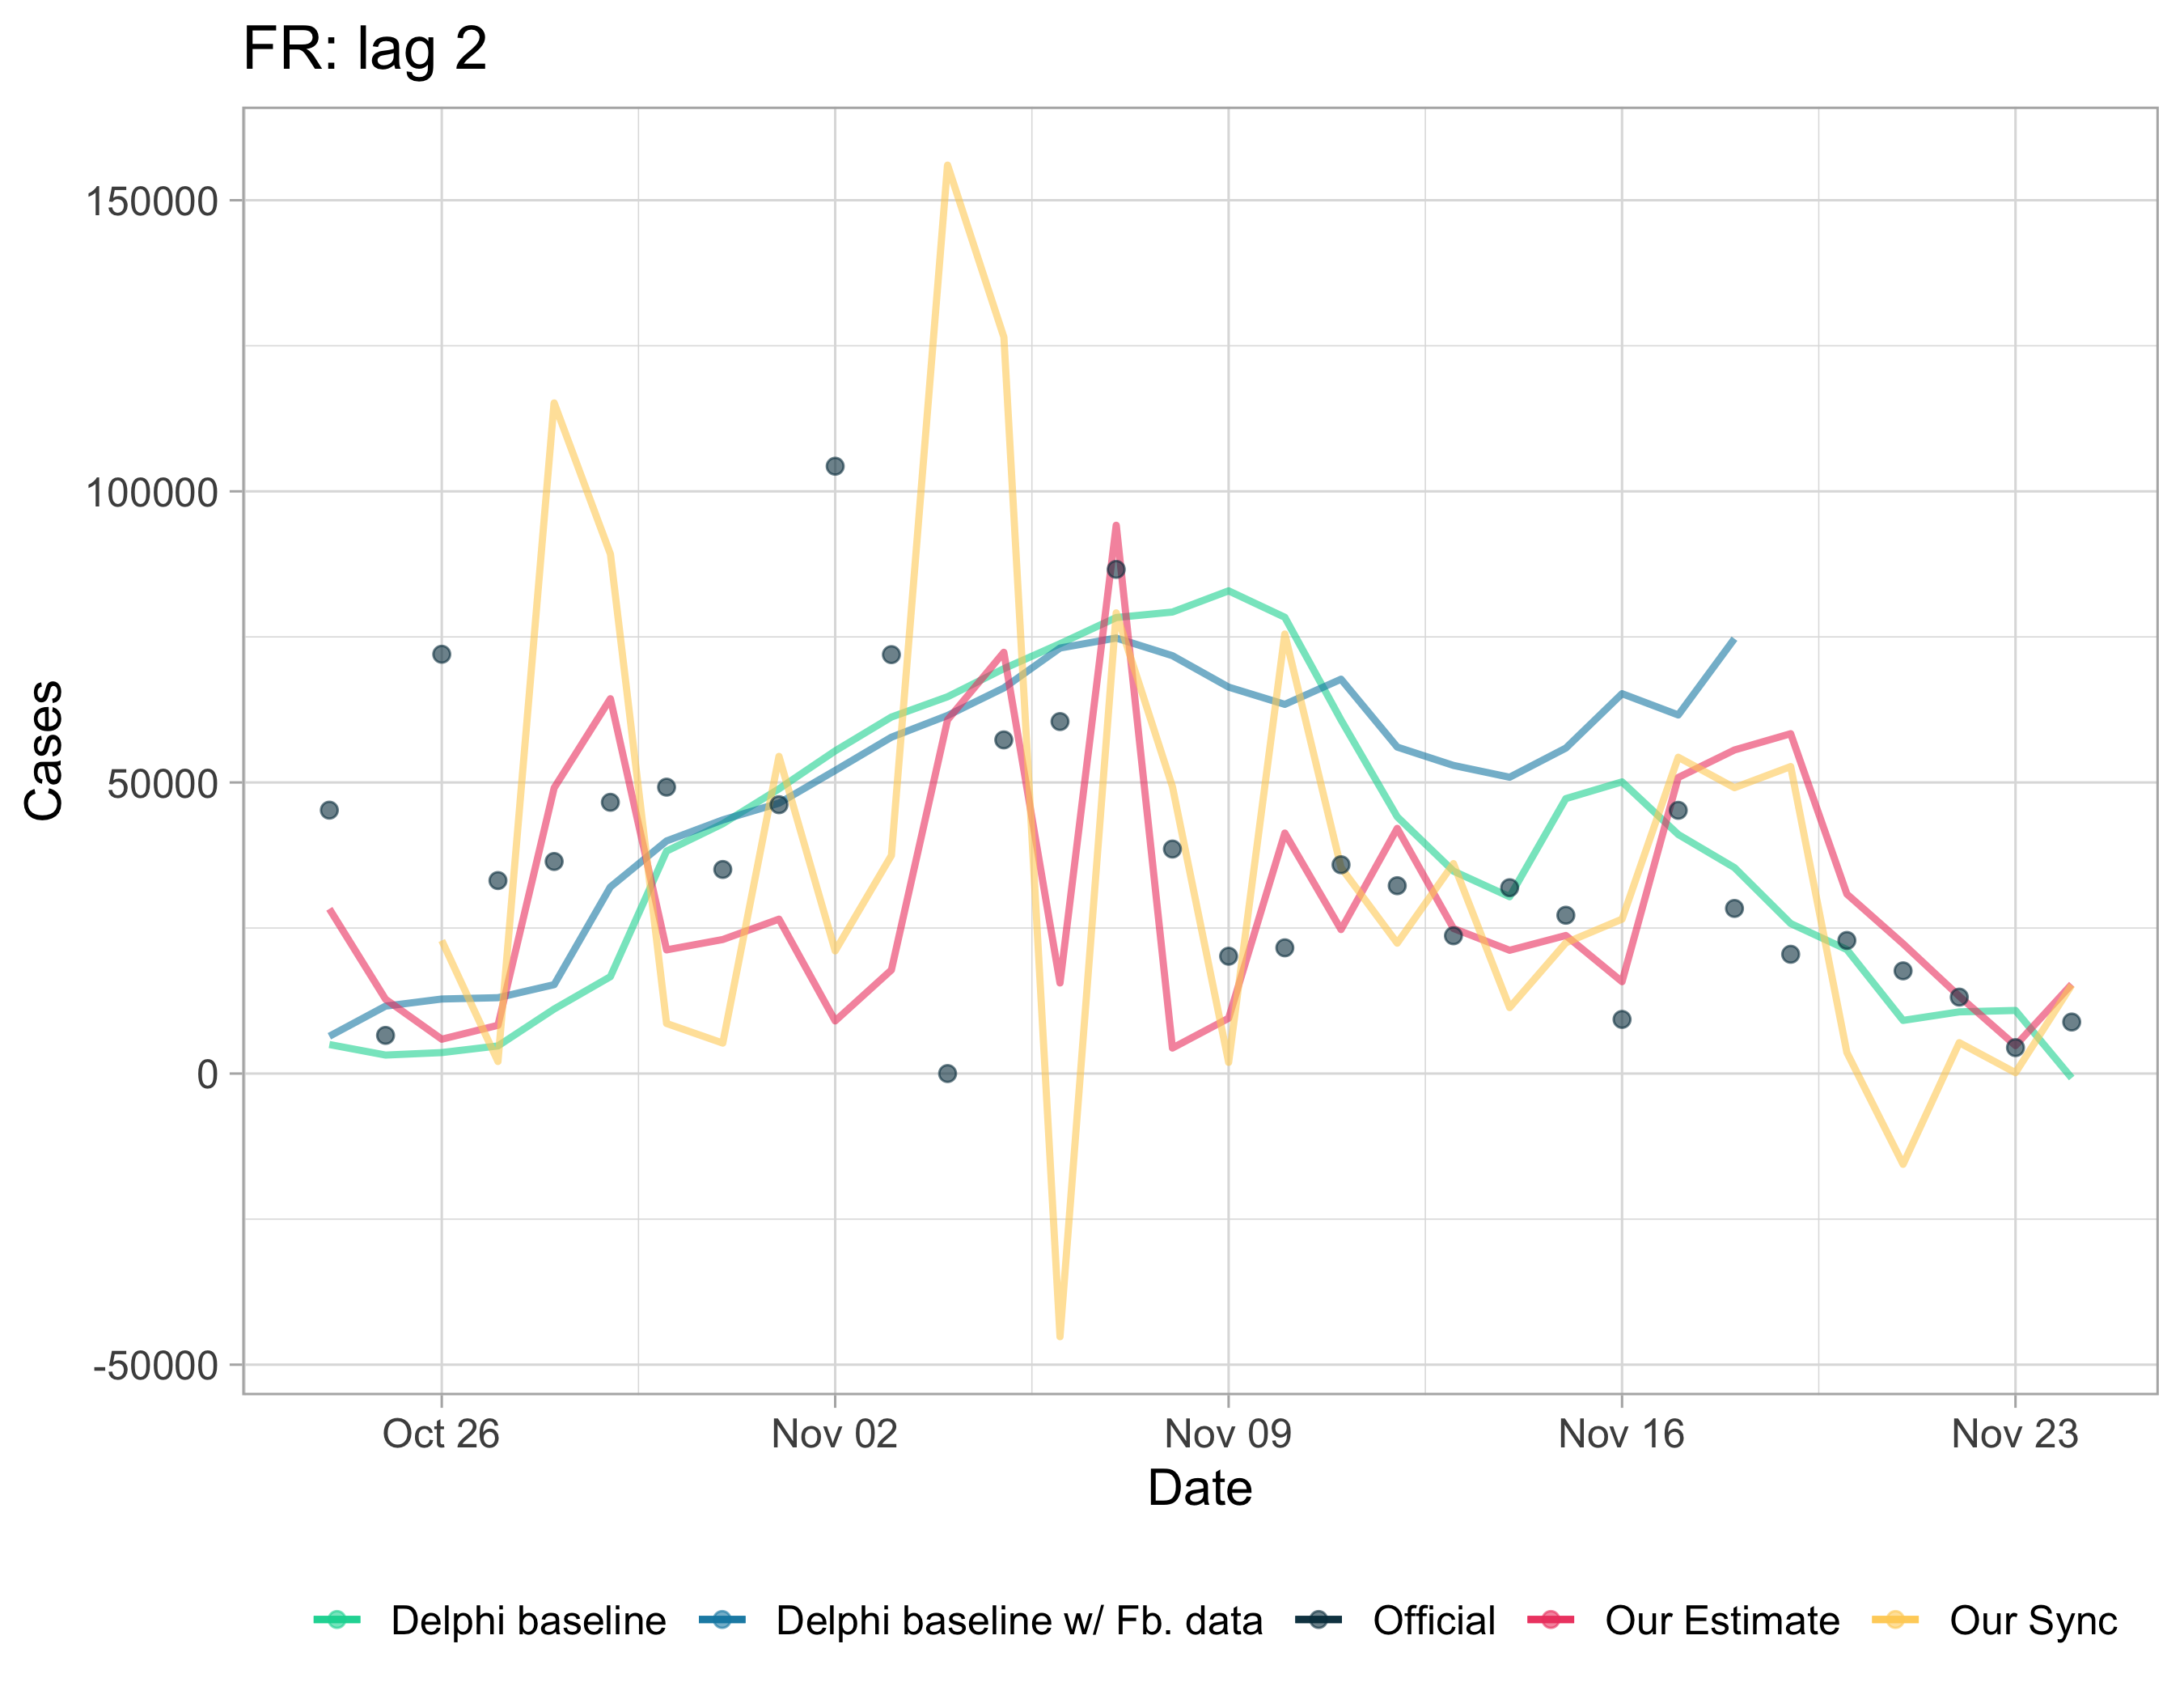 FR: lag 2
150000
100000
50000
0
-50000
Cases
Oct 26 Nov 02 Nov 09 Nov 16 Nov 23
Date
Delphi baseline Delphi baseline w/ Fb. data Official Our Estimate Our Sync